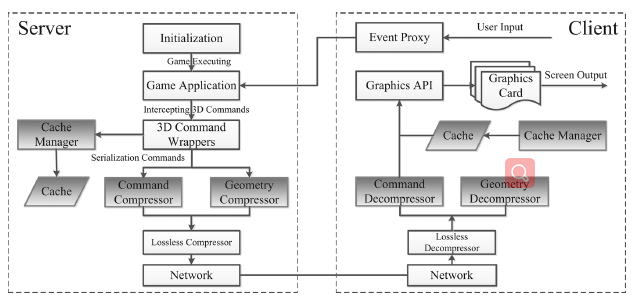 Server
Initialization
Game Executing
Game Application
Intercepting 3D Commands
3D Command
Wrappers
Cache
Manager
Serialization Commands
Cache
Command
Compressor
Geometry
Compressor
Lossless Compressor
Network
Client
User Input
Event Proxy
Graphics API
Graphics
Card
Screen Output
Cache
Cache Manager
Command
Decompressor
Geometry
Decompressor
Lossless
Decompressor
Network